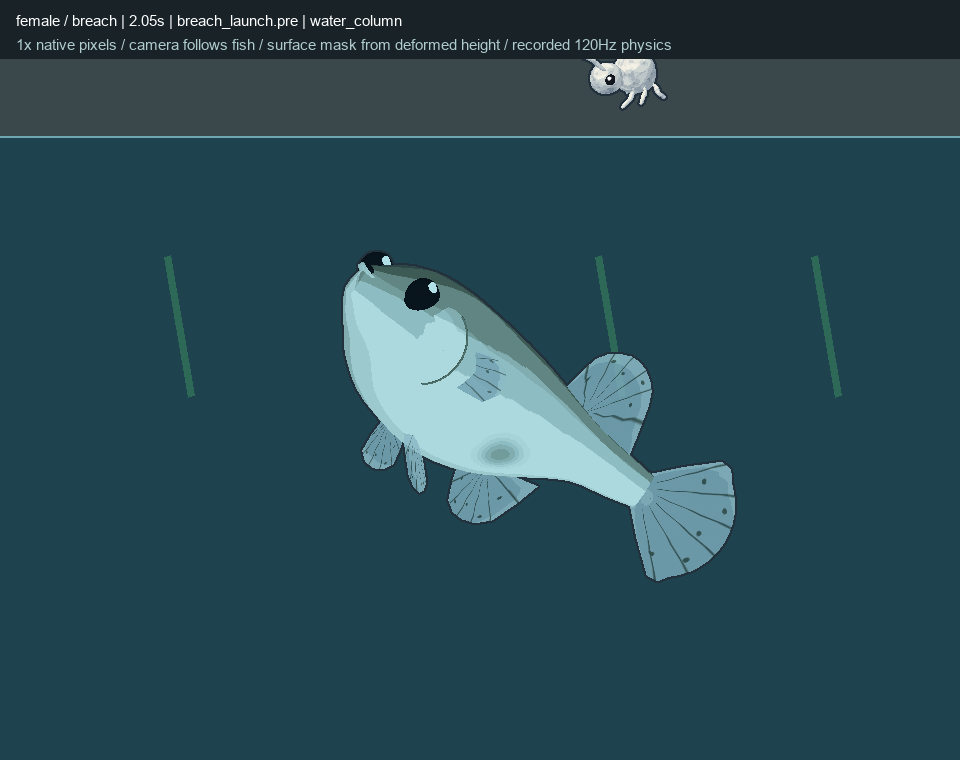 female / breach | 2.05s | breach_launch.pre | water_column
1x native pixels / camera follows fish / surface mask from deformed height / recorded 120Hz physics